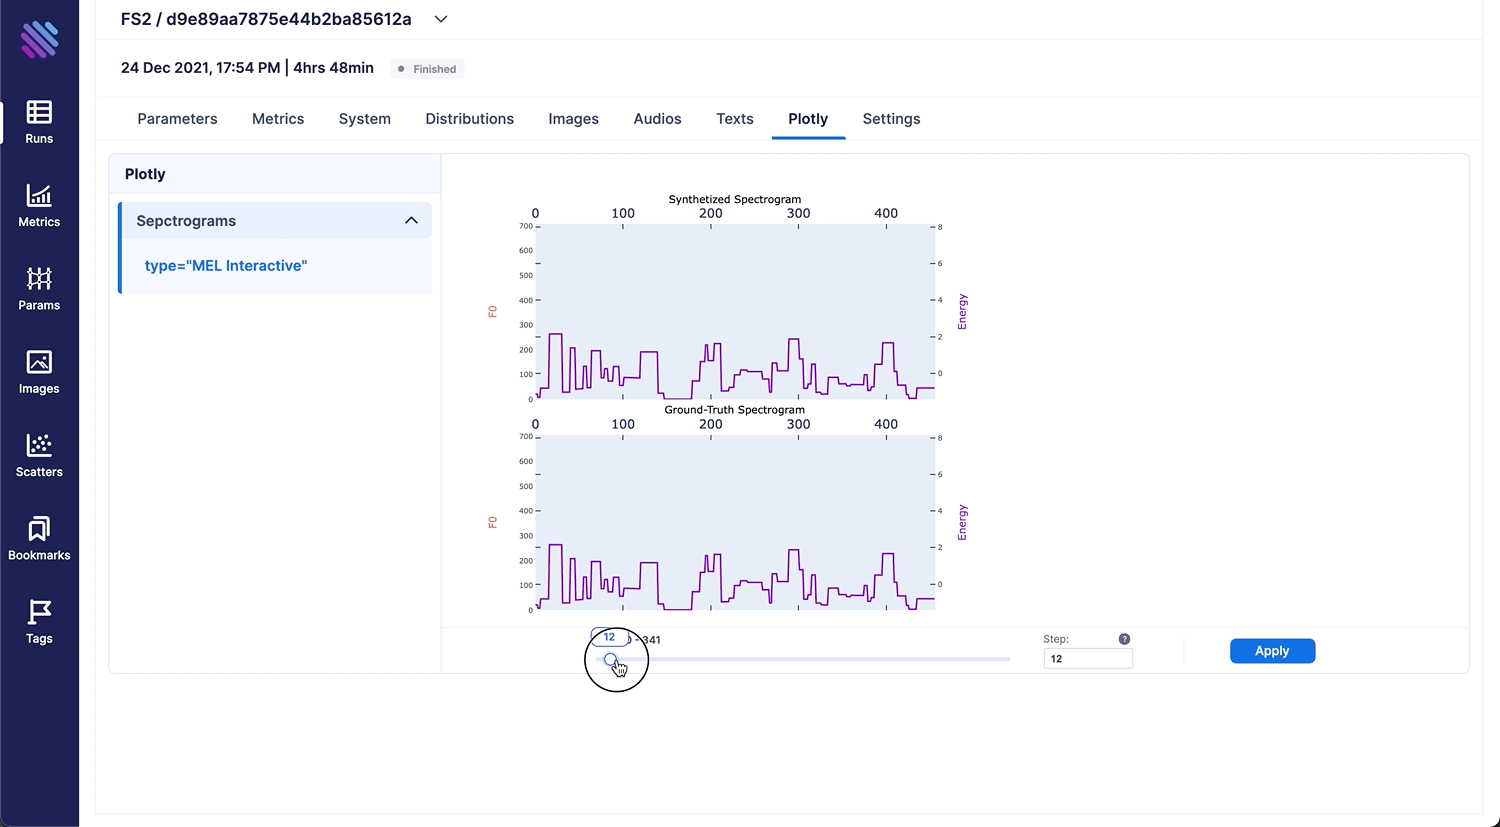 FS2 / d9e89aa7875e44b2ba85612a
24 Dec 2021, 17:54 PM | 4hrs 48min
Finished
Runs
Metrics
Params
Images
Scatters
Bookmarks
Tags
Parameters Metrics System Distributions Images Audios Texts Plotly Settings
Plotly
Sepctrograms
type="MEL Interactive"
Synthetized Spectrogram
0 100 200 300 400
700
600
500
400
300
200
100
0
F0
8
6
4
2
0
Energy
Ground-Truth Spectrogram
0 100 200 300 400
700
600
500
400
300
200
100
0
F0
8
6
4
2
0
Energy
12
- 341
Step: ?
12
Apply